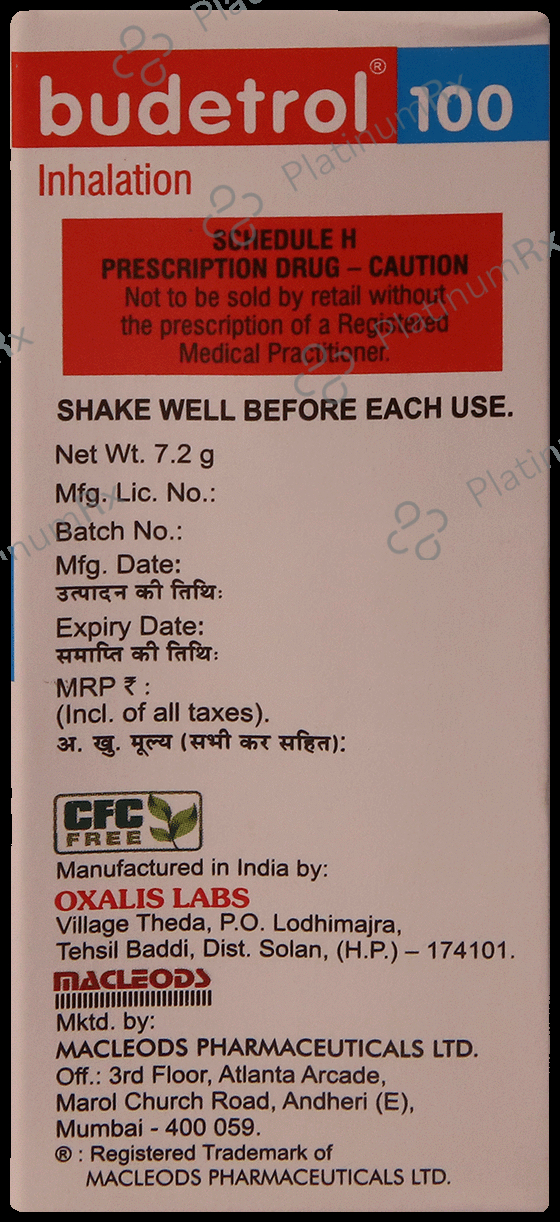 budetrol® 100
Inhalation
SCHEDULE H
PRESCRIPTION DRUG – CAUTION
Not to be sold by retail without
the prescription of a Registered
Medical Practitioner.
SHAKE WELL BEFORE EACH USE.
Net Wt. 7.2 g
Mfg. Lic. No.:
Batch No.:
Mfg. Date:
उत्पादन की तिथि:
Expiry Date:
समाप्ति की तिथि:
MRP ₹ :
(Incl. of all taxes).
अ. खु. मूल्य (सभी कर सहित):
CFC
FREE
Manufactured in India by:
OXALIS LABS
Village Theda, P.O. Lodhimajra,
Tehsil Baddi, Dist. Solan, (H.P.) – 174101.
MACLEODS
Mktd. by:
MACLEODS PHARMACEUTICALS LTD.
Off.: 3rd Floor, Atlanta Arcade,
Marol Church Road, Andheri (E),
Mumbai - 400 059.
® : Registered Trademark of
MACLEODS PHARMACEUTICALS LTD.
PlatinumRx
PlatinumRx